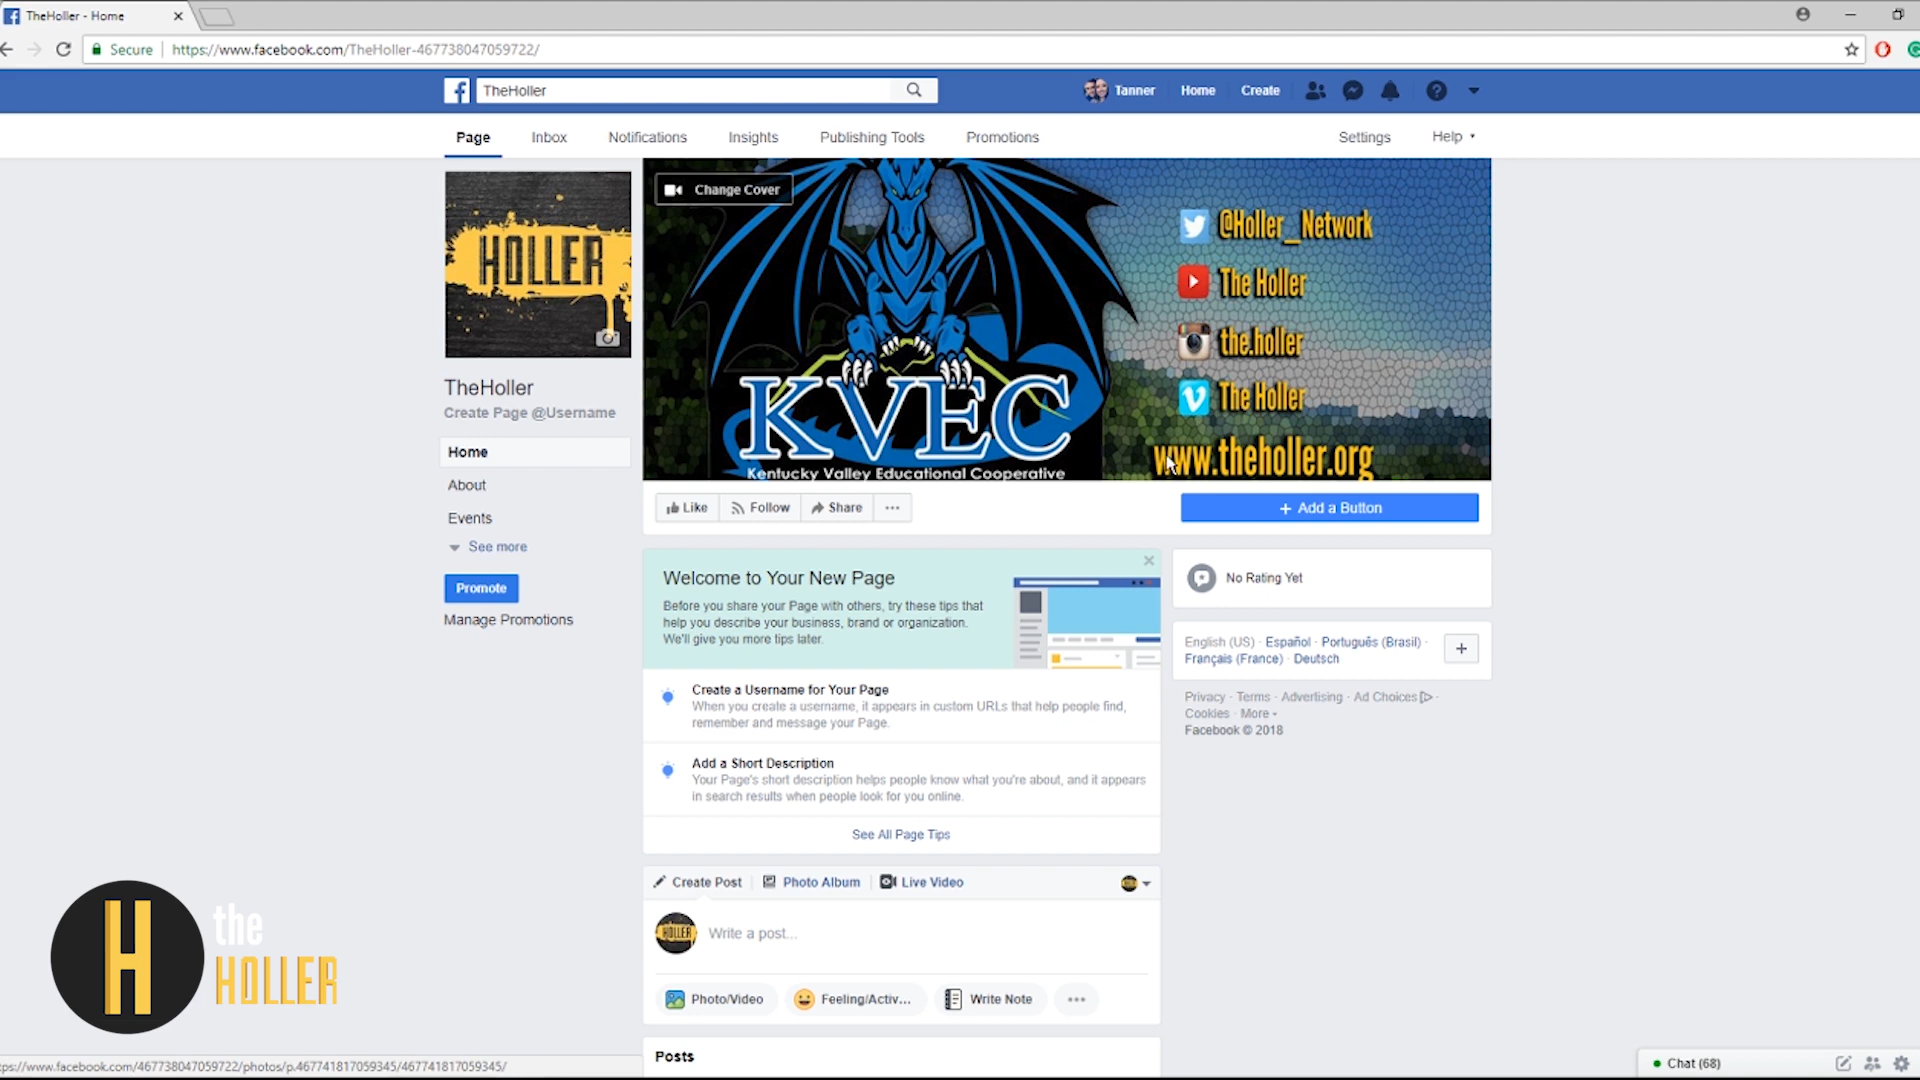 TheHoller - Home
Secure
https://www.facebook.com/TheHoller-467738047059722/
TheHoller
Tanner
Home
Create
Page
Inbox
Notifications
Insights
Publishing Tools
Promotions
Settings
Help
HOLLER
TheHoller
Create Page @Username
Home
About
Events
See more
Promote
Manage Promotions
Change Cover
KVEC
Kentucky Valley Educational Cooperative
@Holler_Network
The Holler
the.holler
The Holler
www.theholler.org
Like
Follow
Share
+ Add a Button
Welcome to Your New Page
Before you share your Page with others, try these tips that
help you describe your business, brand or organization.
We'll give you more tips later.
Create a Username for Your Page
When you create a username, it appears in custom URLs that help people find,
remember and message your Page.
Add a Short Description
Your Page's short description helps people know what you're about, and it appears
in search results when people look for you online.
See All Page Tips
No Rating Yet
English (US) · Español · Português (Brasil) ·
Français (France) · Deutsch
Privacy · Terms · Advertising · Ad Choices ·
Cookies · More
Facebook © 2018
Create Post
Photo Album
Live Video
HOLLER
Write a post...
Photo/Video
Feeling/Activ...
Write Note
Posts
H
the
HOLLER
ps://www.facebook.com/467738047059722/photos/p.467741817059345/467741817059345/
Chat (68)